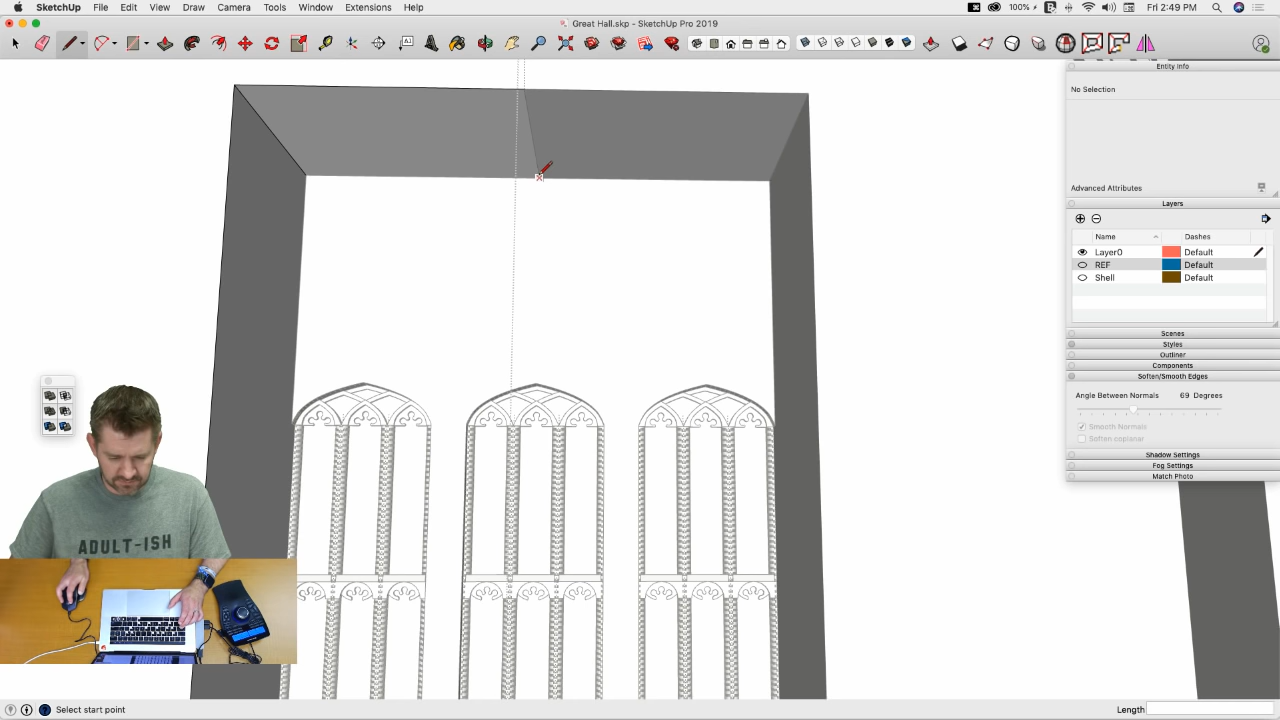 SketchUp File Edit View Draw Camera Tools Window Extensions Help
100% Fri 2:49 PM
Great Hall.skp - SketchUp Pro 2019
Entity Info
No Selection
Advanced Attributes
Layers
Name Dashes
Layer0 Default
REF Default
Shell Default
Scenes
Styles
Outliner
Components
Soften/Smooth Edges
Angle Between Normals 69 Degrees
Smooth Normals
Soften coplanar
Shadow Settings
Fog Settings
Match Photo
ADULT-ISH
Select start point
Length